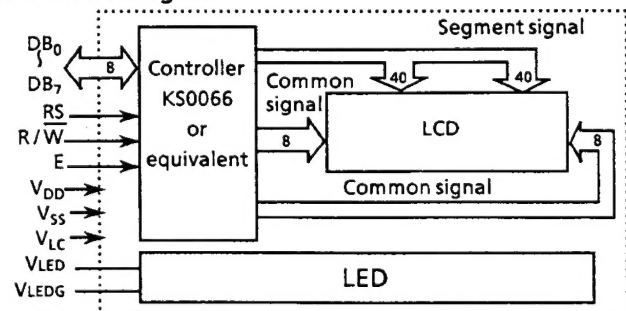 Segment signal
DB0
DB7
8
Controller
KS0066
or
equivalent
Common
signal
40
40
8
LCD
8
RS
R/W̅
E
Common signal
VDD
VSS
VLC
VLED
VLEDG
LED